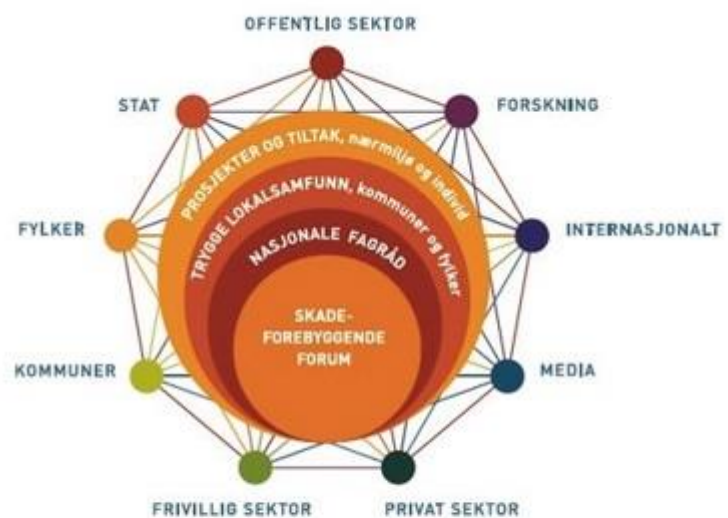 OFFENTLIG SEKTOR
STAT
FORSKNING
PROSJEKTER OG TILTAK, nærmiljø og individ
TRYGGE LOKALSAMFUNN, kommuner og fylker
FYLKER
INTERNASJONALT
NASJONALE FAGRÅD
SKADE-
FOREBYGGENDE
FORUM
KOMMUNER
MEDIA
FRIVILLIG SEKTOR
PRIVAT SEKTOR